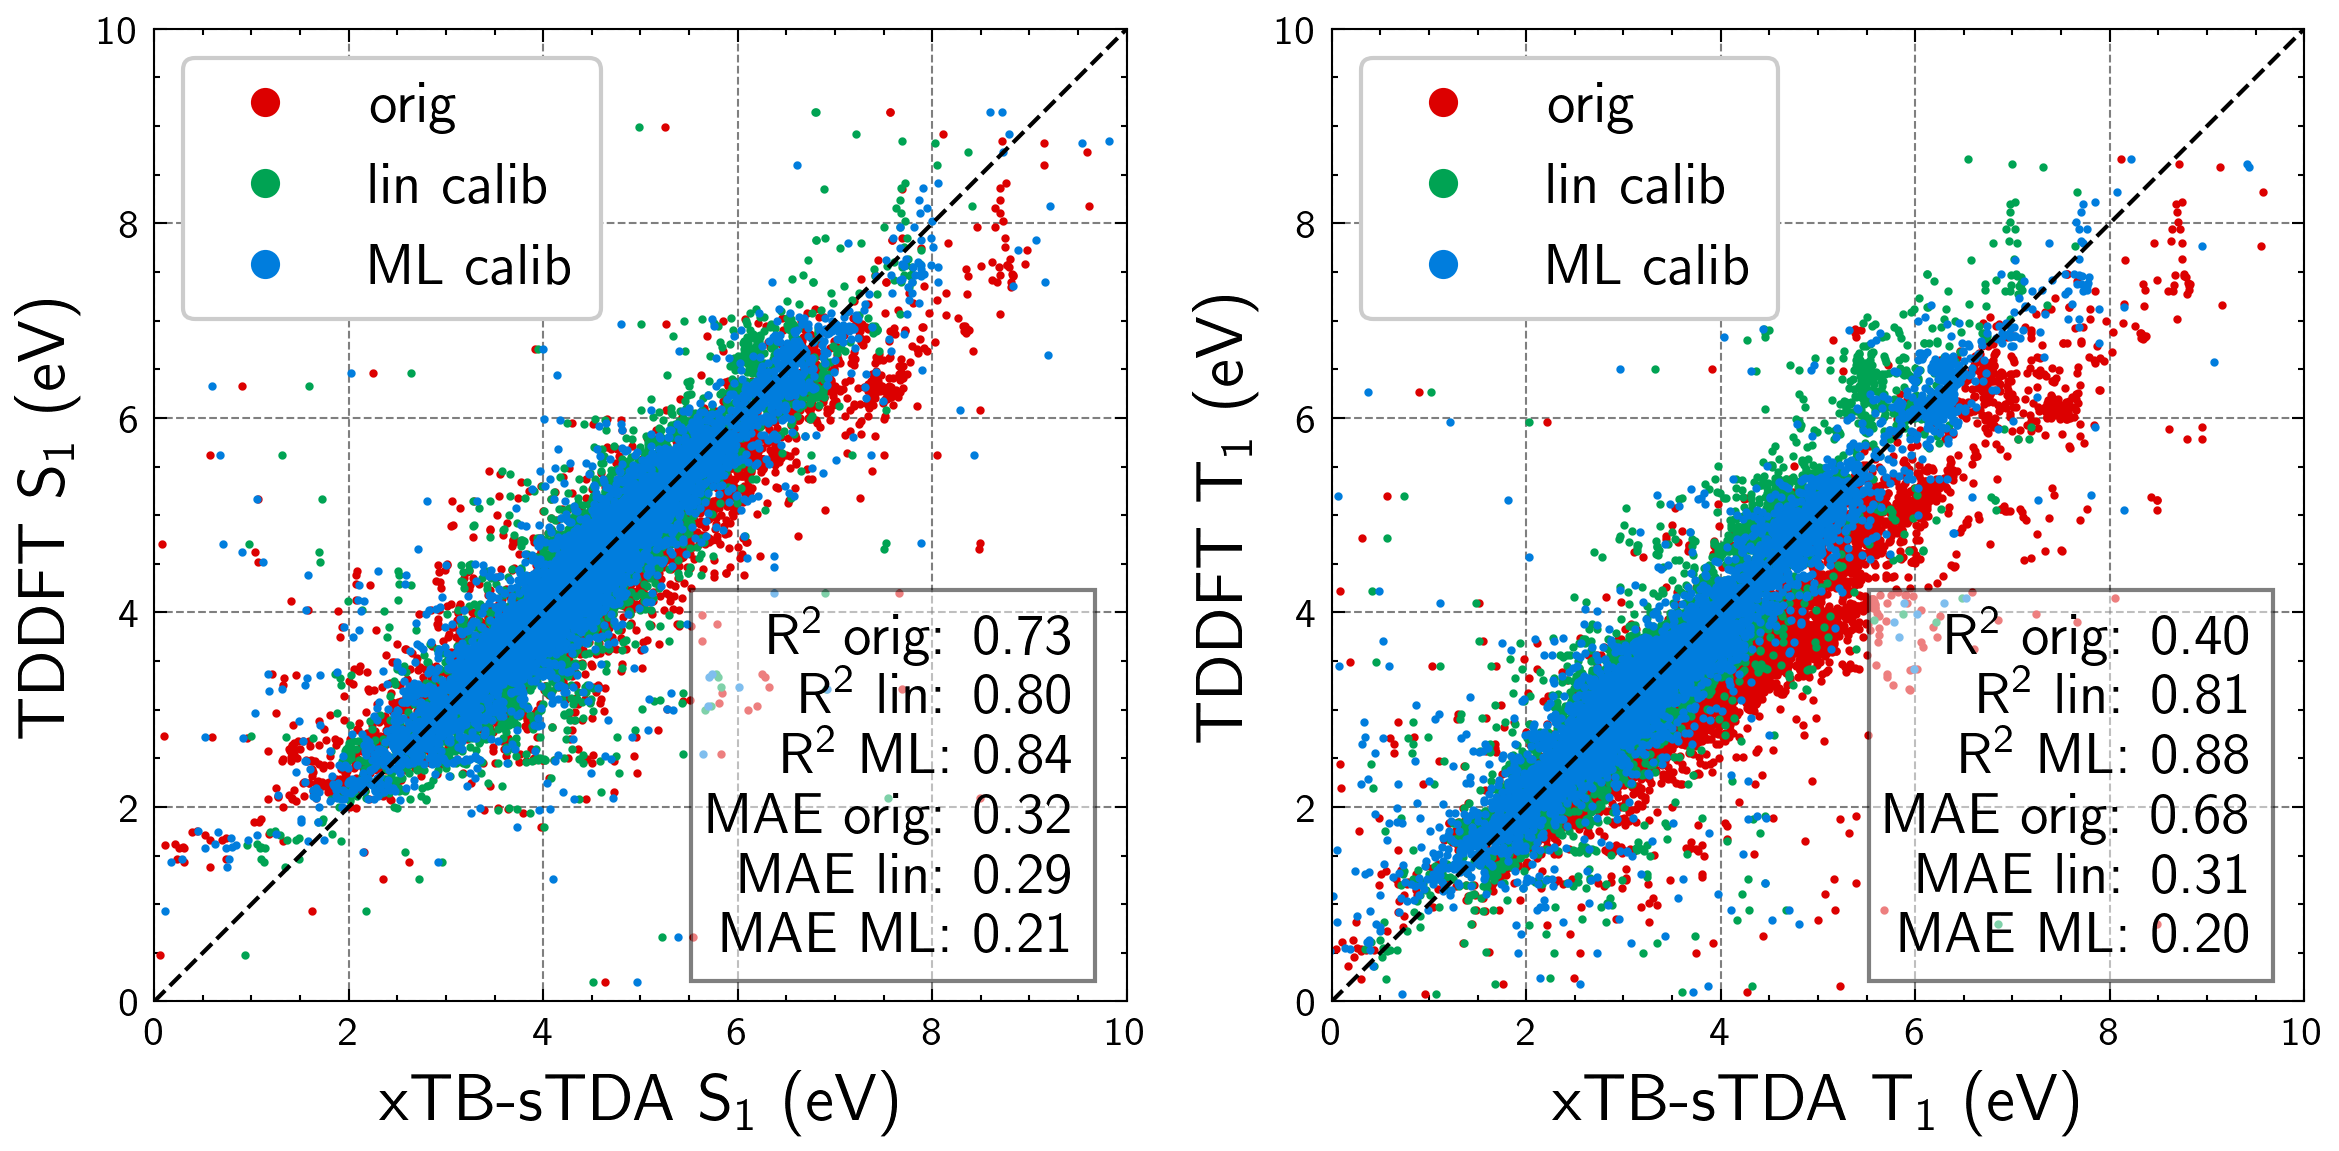 10
8
6
4
2
0
0 2 4 6 8 10
TDDFT S₁ (eV)
xTB-sTDA S₁ (eV)
orig
lin calib
ML calib
R² orig: 0.73
R² lin: 0.80
R² ML: 0.84
MAE orig: 0.32
MAE lin: 0.29
MAE ML: 0.21
10
8
6
4
2
0
0 2 4 6 8 10
TDDFT T₁ (eV)
xTB-sTDA T₁ (eV)
orig
lin calib
ML calib
R² orig: 0.40
R² lin: 0.81
R² ML: 0.88
MAE orig: 0.68
MAE lin: 0.31
MAE ML: 0.20